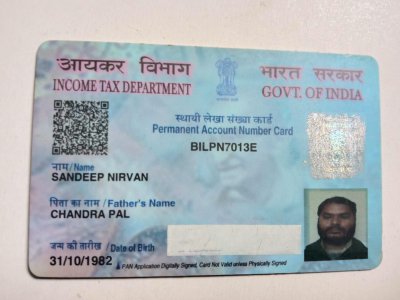 आयकर विभाग
INCOME TAX DEPARTMENT
भारत सरकार
GOVT. OF INDIA
स्थायी लेखा संख्या कार्ड
Permanent Account Number Card
BILPN7013E
नाम / Name
SANDEEP NIRVAN
पिता का नाम / Father's Name
CHANDRA PAL
जन्म की तारीख / Date of Birth
31/10/1982
PAN Application Digitally Signed, Card Not Valid unless Physically Signed